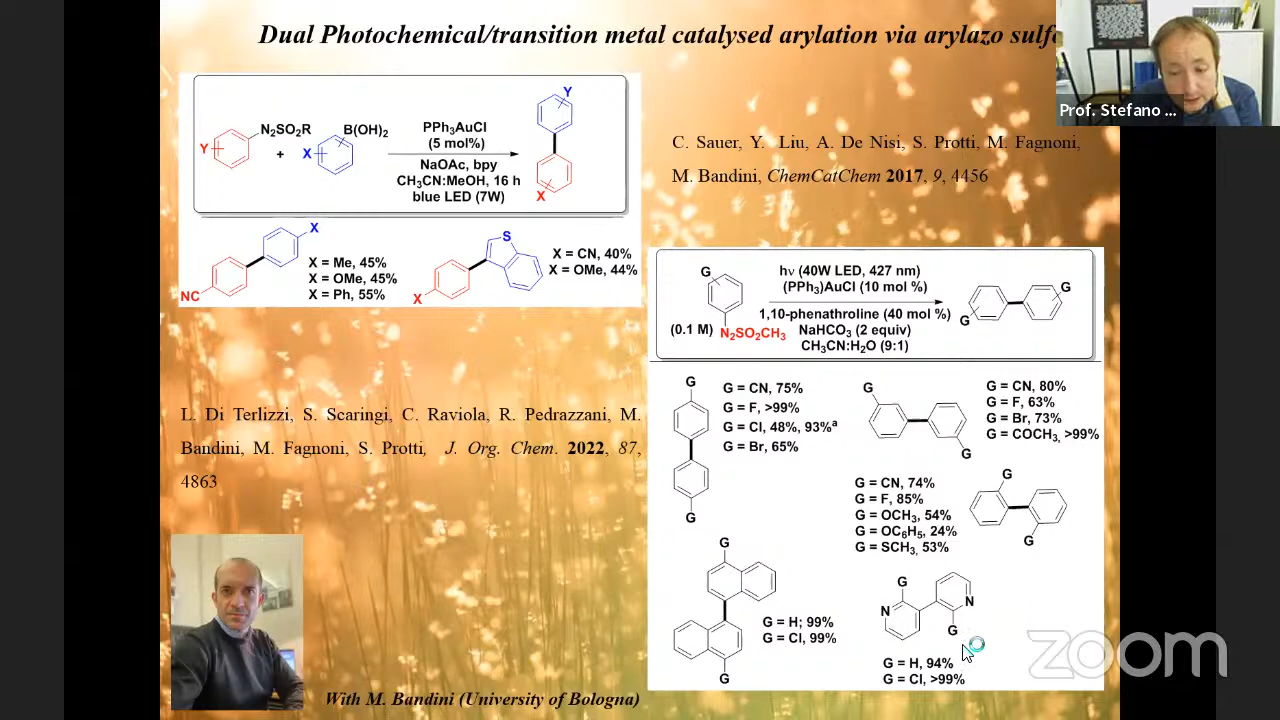 Dual Photochemical/transition metal catalysed arylation via arylazo
Prof. Stefano ...
Y
N₂SO₂R
+
X
B(OH)₂
PPh₃AuCl
(5 mol%)
NaOAc, bpy
CH₃CN:MeOH, 16 h
blue LED (7W)
Y
X
X
NC
X = Me, 45%
X = OMe, 45%
X = Ph, 55%
S
X
X = CN, 40%
X = OMe, 44%
C. Sauer, Y. Liu, A. De Nisi, S. Protti, M. Fagnoni,
M. Bandini, ChemCatChem 2017, 9, 4456
G
(0.1 M) N₂SO₂CH₃
hν (40W LED, 427 nm)
(PPh₃)AuCl (10 mol %)
1,10-phenathroline (40 mol %)
NaHCO₃ (2 equiv)
CH₃CN:H₂O (9:1)
G
G
G
G
G = CN, 75%
G = F, >99%
G = Cl, 48%, 93%ᵃ
G = Br, 65%
G
G
G = CN, 80%
G = F, 63%
G = Br, 73%
G = COCH₃, >99%
G = CN, 74%
G = F, 85%
G = OCH₃, 54%
G = OC₆H₅, 24%
G = SCH₃, 53%
G
G
G
G
G = H; 99%
G = Cl, 99%
G
N
N
G
G = H, 94%
G = Cl, >99%
L. Di Terlizzi, S. Scaringi, C. Raviola, R. Pedrazzani, M.
Bandini, M. Fagnoni, S. Protti, J. Org. Chem. 2022, 87,
4863
With M. Bandini (University of Bologna)
zoom